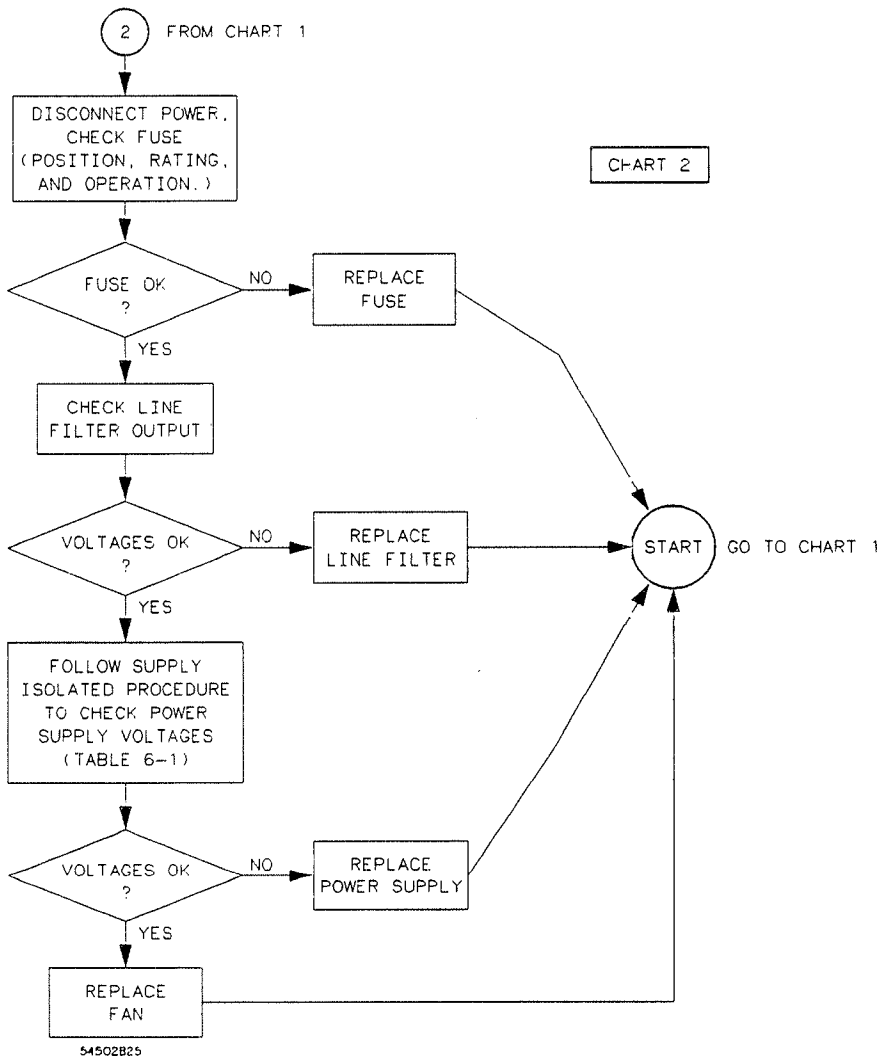 2 FROM CHART 1
DISCONNECT POWER,
CHECK FUSE
(POSITION, RATING,
AND OPERATION.)
CHART 2
FUSE OK
?
NO
REPLACE
FUSE
YES
CHECK LINE
FILTER OUTPUT
VOLTAGES OK
?
NO
REPLACE
LINE FILTER
START GO TO CHART 1
YES
FOLLOW SUPPLY
ISOLATED PROCEDURE
TO CHECK POWER
SUPPLY VOLTAGES
(TABLE 6-1)
VOLTAGES OK
?
NO
REPLACE
POWER SUPPLY
YES
REPLACE
FAN
54502B25